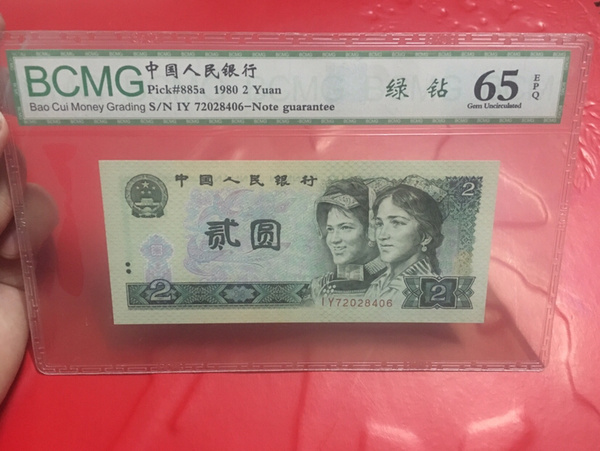 BCMG 中国人民银行
Pick#885a 1980 2 Yuan
Bao Cui Money Grading S/N IY 72028406-Note guarantee
绿 钻
65 EPQ
Gem Uncirculated
中国人民银行
2
贰圆
2
2
IY72028406